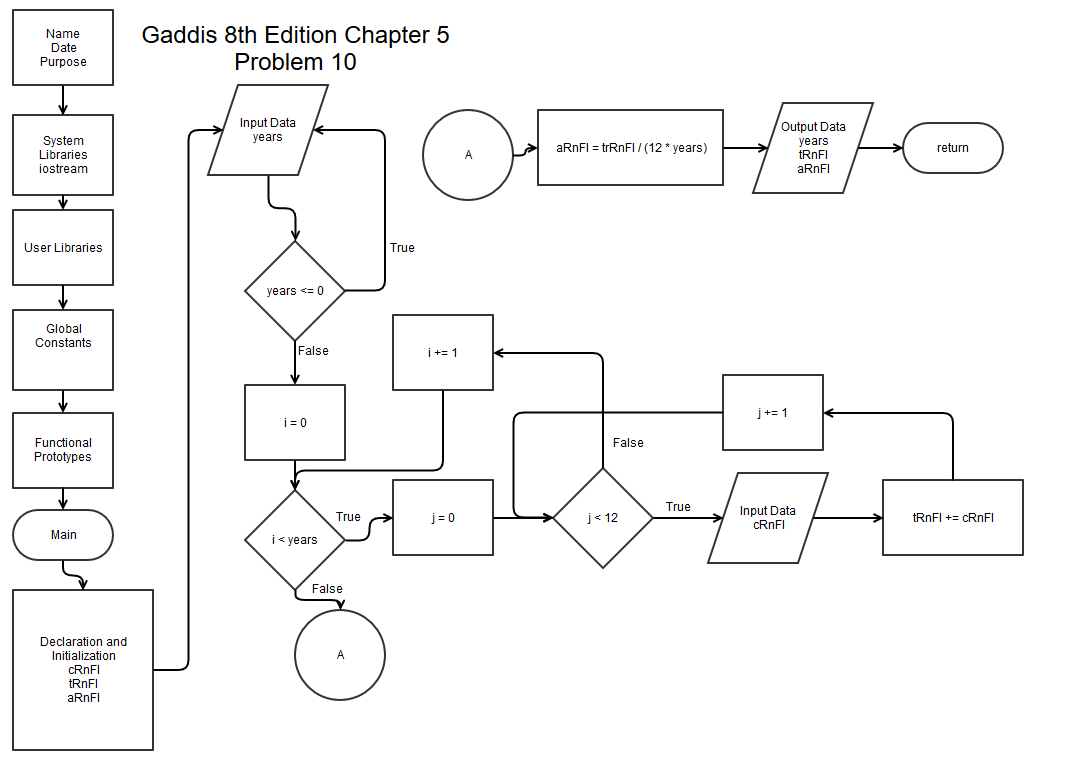 Gaddis 8th Edition Chapter 5
Problem 10
Name
Date
Purpose
System
Libraries
iostream
User Libraries
Global
Constants
Functional
Prototypes
Main
Declaration and
Initialization
cRnFl
tRnFl
aRnFl
Input Data
years
years <= 0
True
False
i = 0
i < years
True
False
A
i += 1
j = 0
j < 12
False
True
Input Data
cRnFl
tRnFl += cRnFl
j += 1
A
aRnFl = trRnFl / (12 * years)
Output Data
years
tRnFl
aRnFl
return